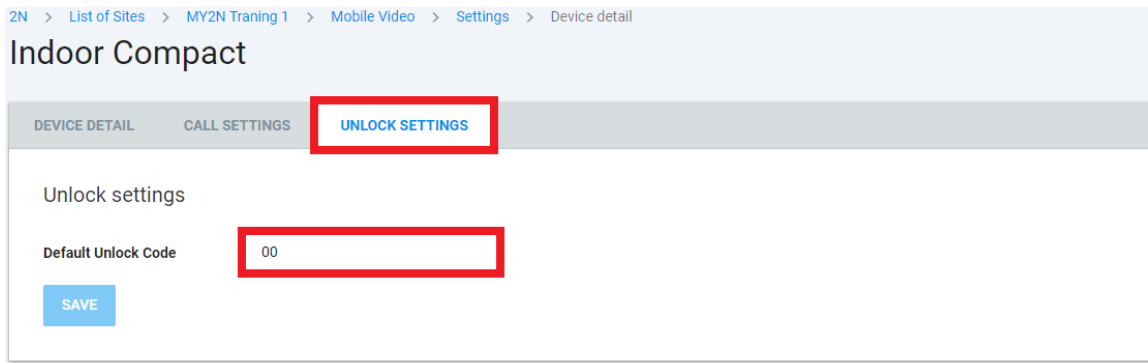 2N > List of Sites > MY2N Traning 1 > Mobile Video > Settings > Device detail
Indoor Compact
DEVICE DETAIL CALL SETTINGS UNLOCK SETTINGS
Unlock settings
Default Unlock Code 00
SAVE